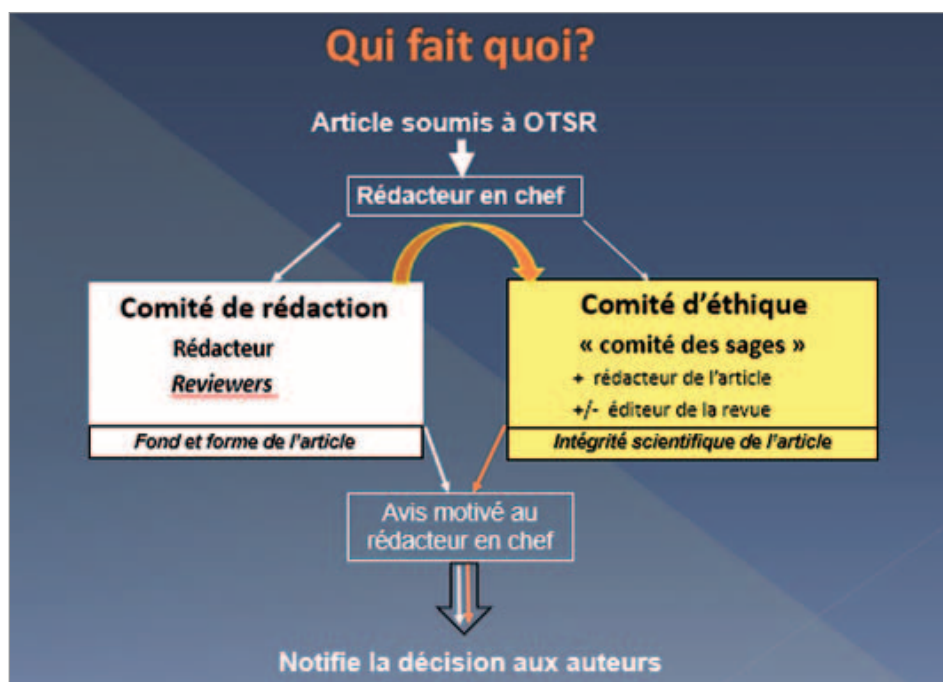 Qui fait quoi?
Article soumis à OTSR
Rédacteur en chef
Comité de rédaction
Rédacteur
Reviewers
Fond et forme de l'article
Comité d'éthique
« comité des sages »
+ rédacteur de l'article
+/- éditeur de la revue
Intégrité scientifique de l'article
Avis motivé au
rédacteur en chef
Notifie la décision aux auteurs